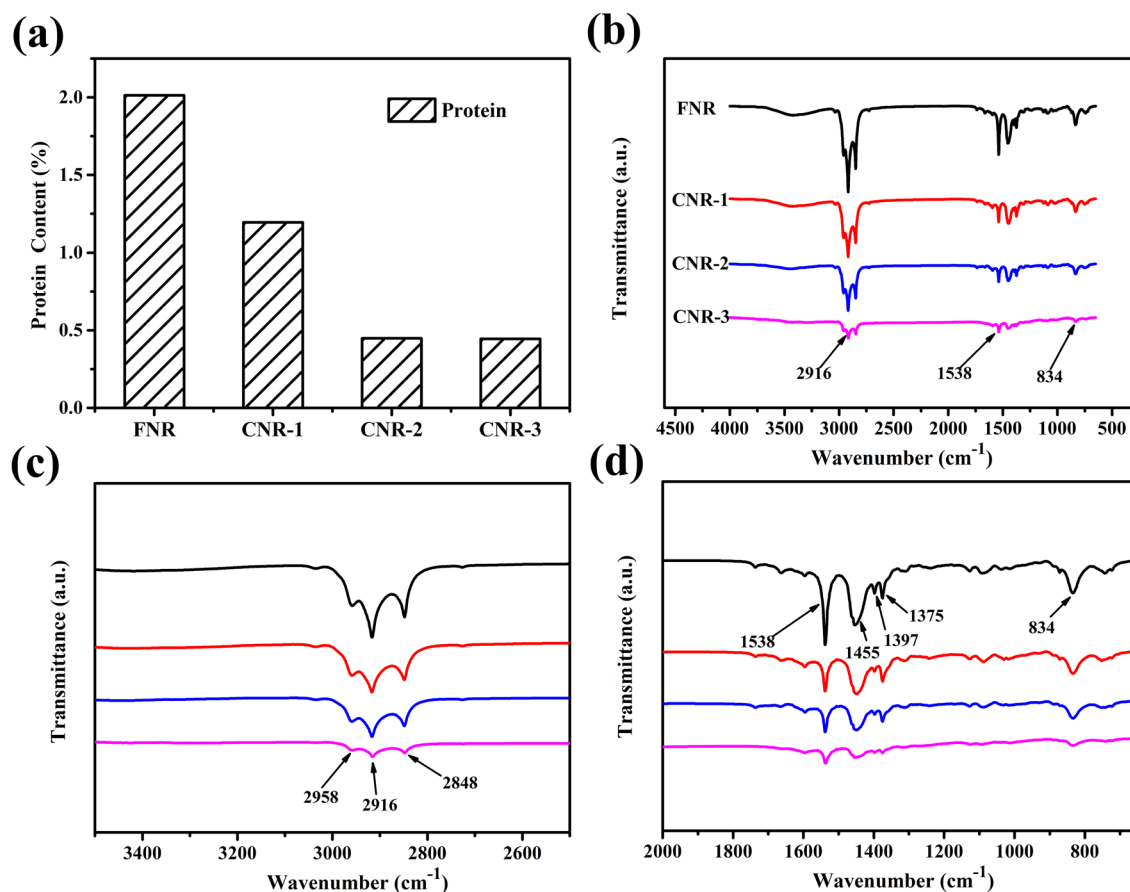 (a)
Protein Content (%)
2.0
1.5
1.0
0.5
0.0
Protein
FNR CNR-1 CNR-2 CNR-3
(b)
Transmittance (a.u.)
FNR
CNR-1
CNR-2
CNR-3
2916 1538 834
4500 4000 3500 3000 2500 2000 1500 1000 500
Wavenumber (cm⁻¹)
(c)
Transmittance (a.u.)
2958 2916 2848
3400 3200 3000 2800 2600
Wavenumber (cm⁻¹)
(d)
Transmittance (a.u.)
1538 1455 1397 1375 834
2000 1800 1600 1400 1200 1000 800
Wavenumber (cm⁻¹)